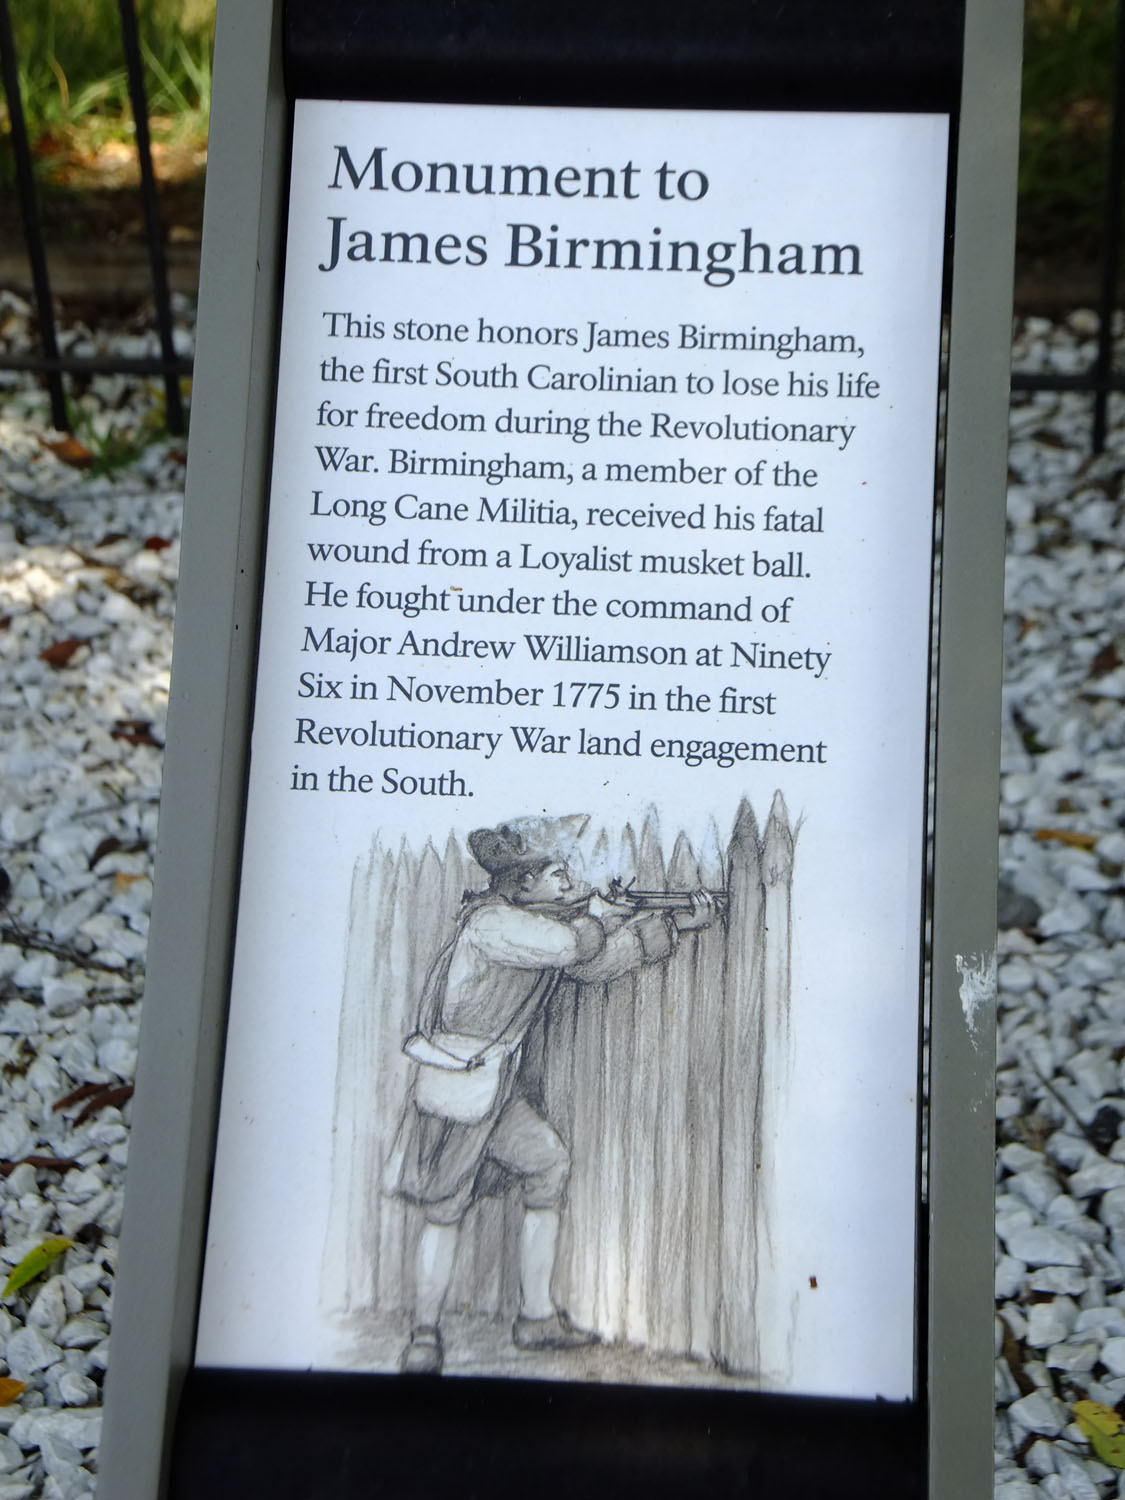 Monument to
James Birmingham
This stone honors James Birmingham,
the first South Carolinian to lose his life
for freedom during the Revolutionary
War. Birmingham, a member of the
Long Cane Militia, received his fatal
wound from a Loyalist musket ball.
He fought under the command of
Major Andrew Williamson at Ninety
Six in November 1775 in the first
Revolutionary War land engagement
in the South.